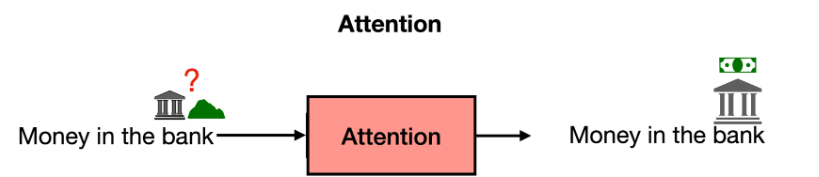 Attention
?
Money in the bank
Attention
Money in the bank